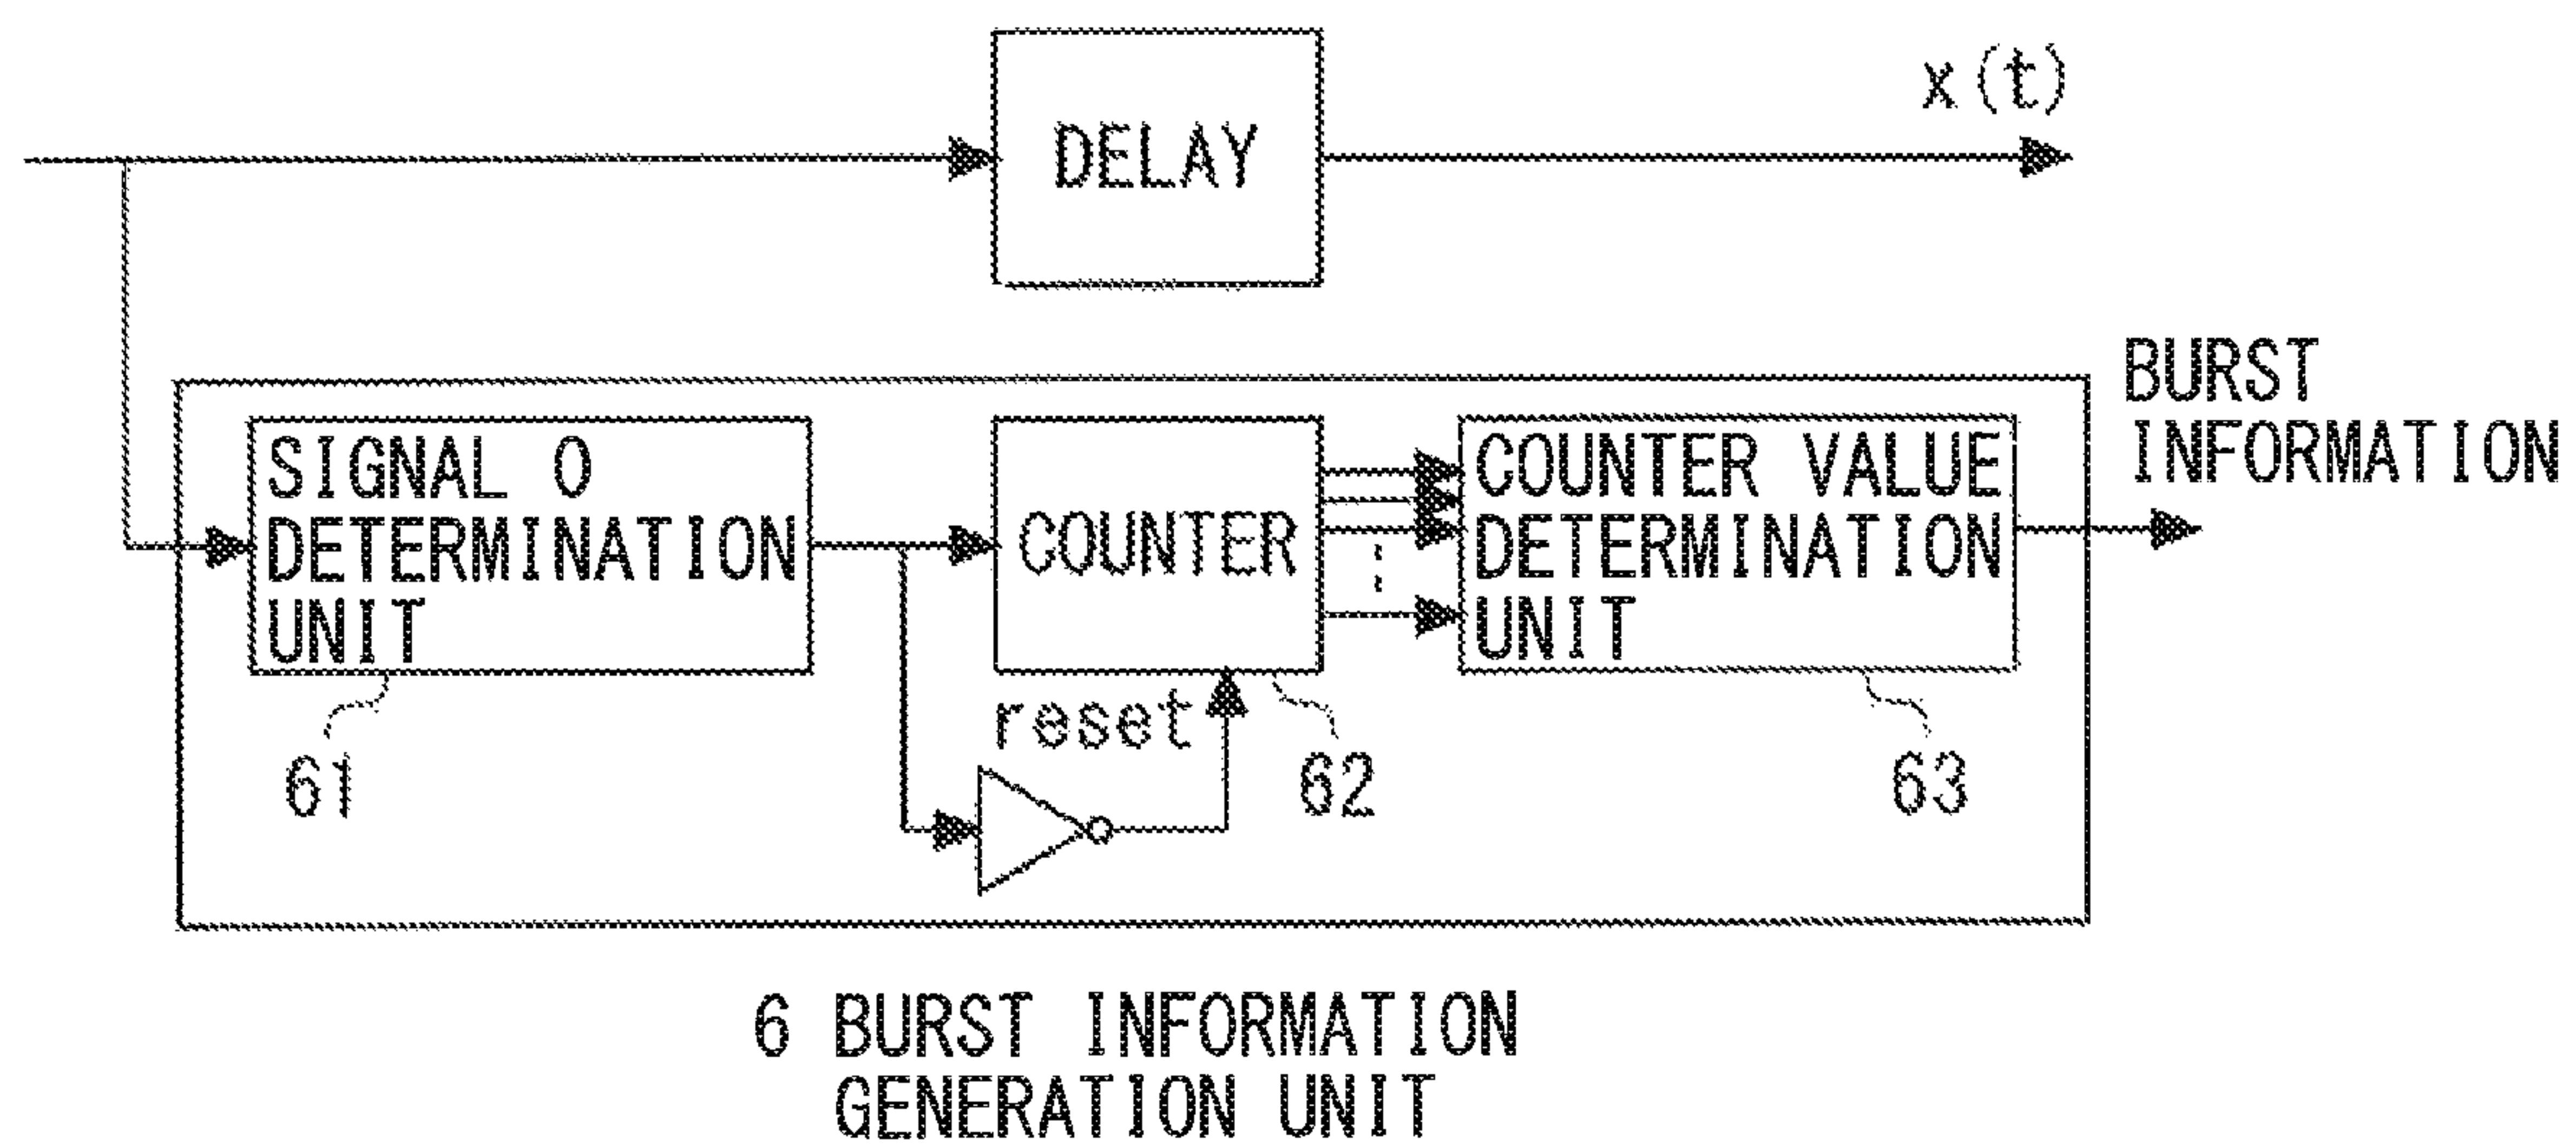 DELAY
x(t)
BURST
INFORMATION
SIGNAL 0
DETERMINATION
UNIT
COUNTER
COUNTER VALUE
DETERMINATION
UNIT
reset
61
62
63
6 BURST INFORMATION
GENERATION UNIT